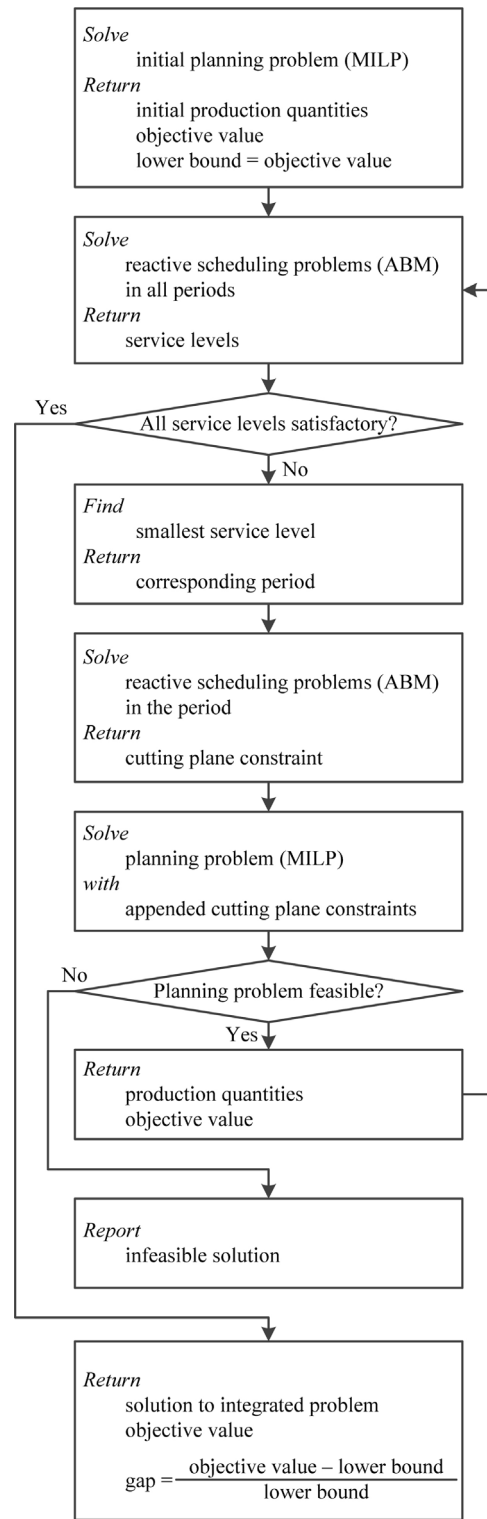 Solve
initial planning problem (MILP)
Return
initial production quantities
objective value
lower bound = objective value
Solve
reactive scheduling problems (ABM)
in all periods
Return
service levels
Yes
All service levels satisfactory?
No
Find
smallest service level
Return
corresponding period
Solve
reactive scheduling problems (ABM)
in the period
Return
cutting plane constraint
Solve
planning problem (MILP)
with
appended cutting plane constraints
No
Planning problem feasible?
Yes
Return
production quantities
objective value
Report
infeasible solution
Return
solution to integrated problem
objective value
gap = objective value – lower bound
lower bound